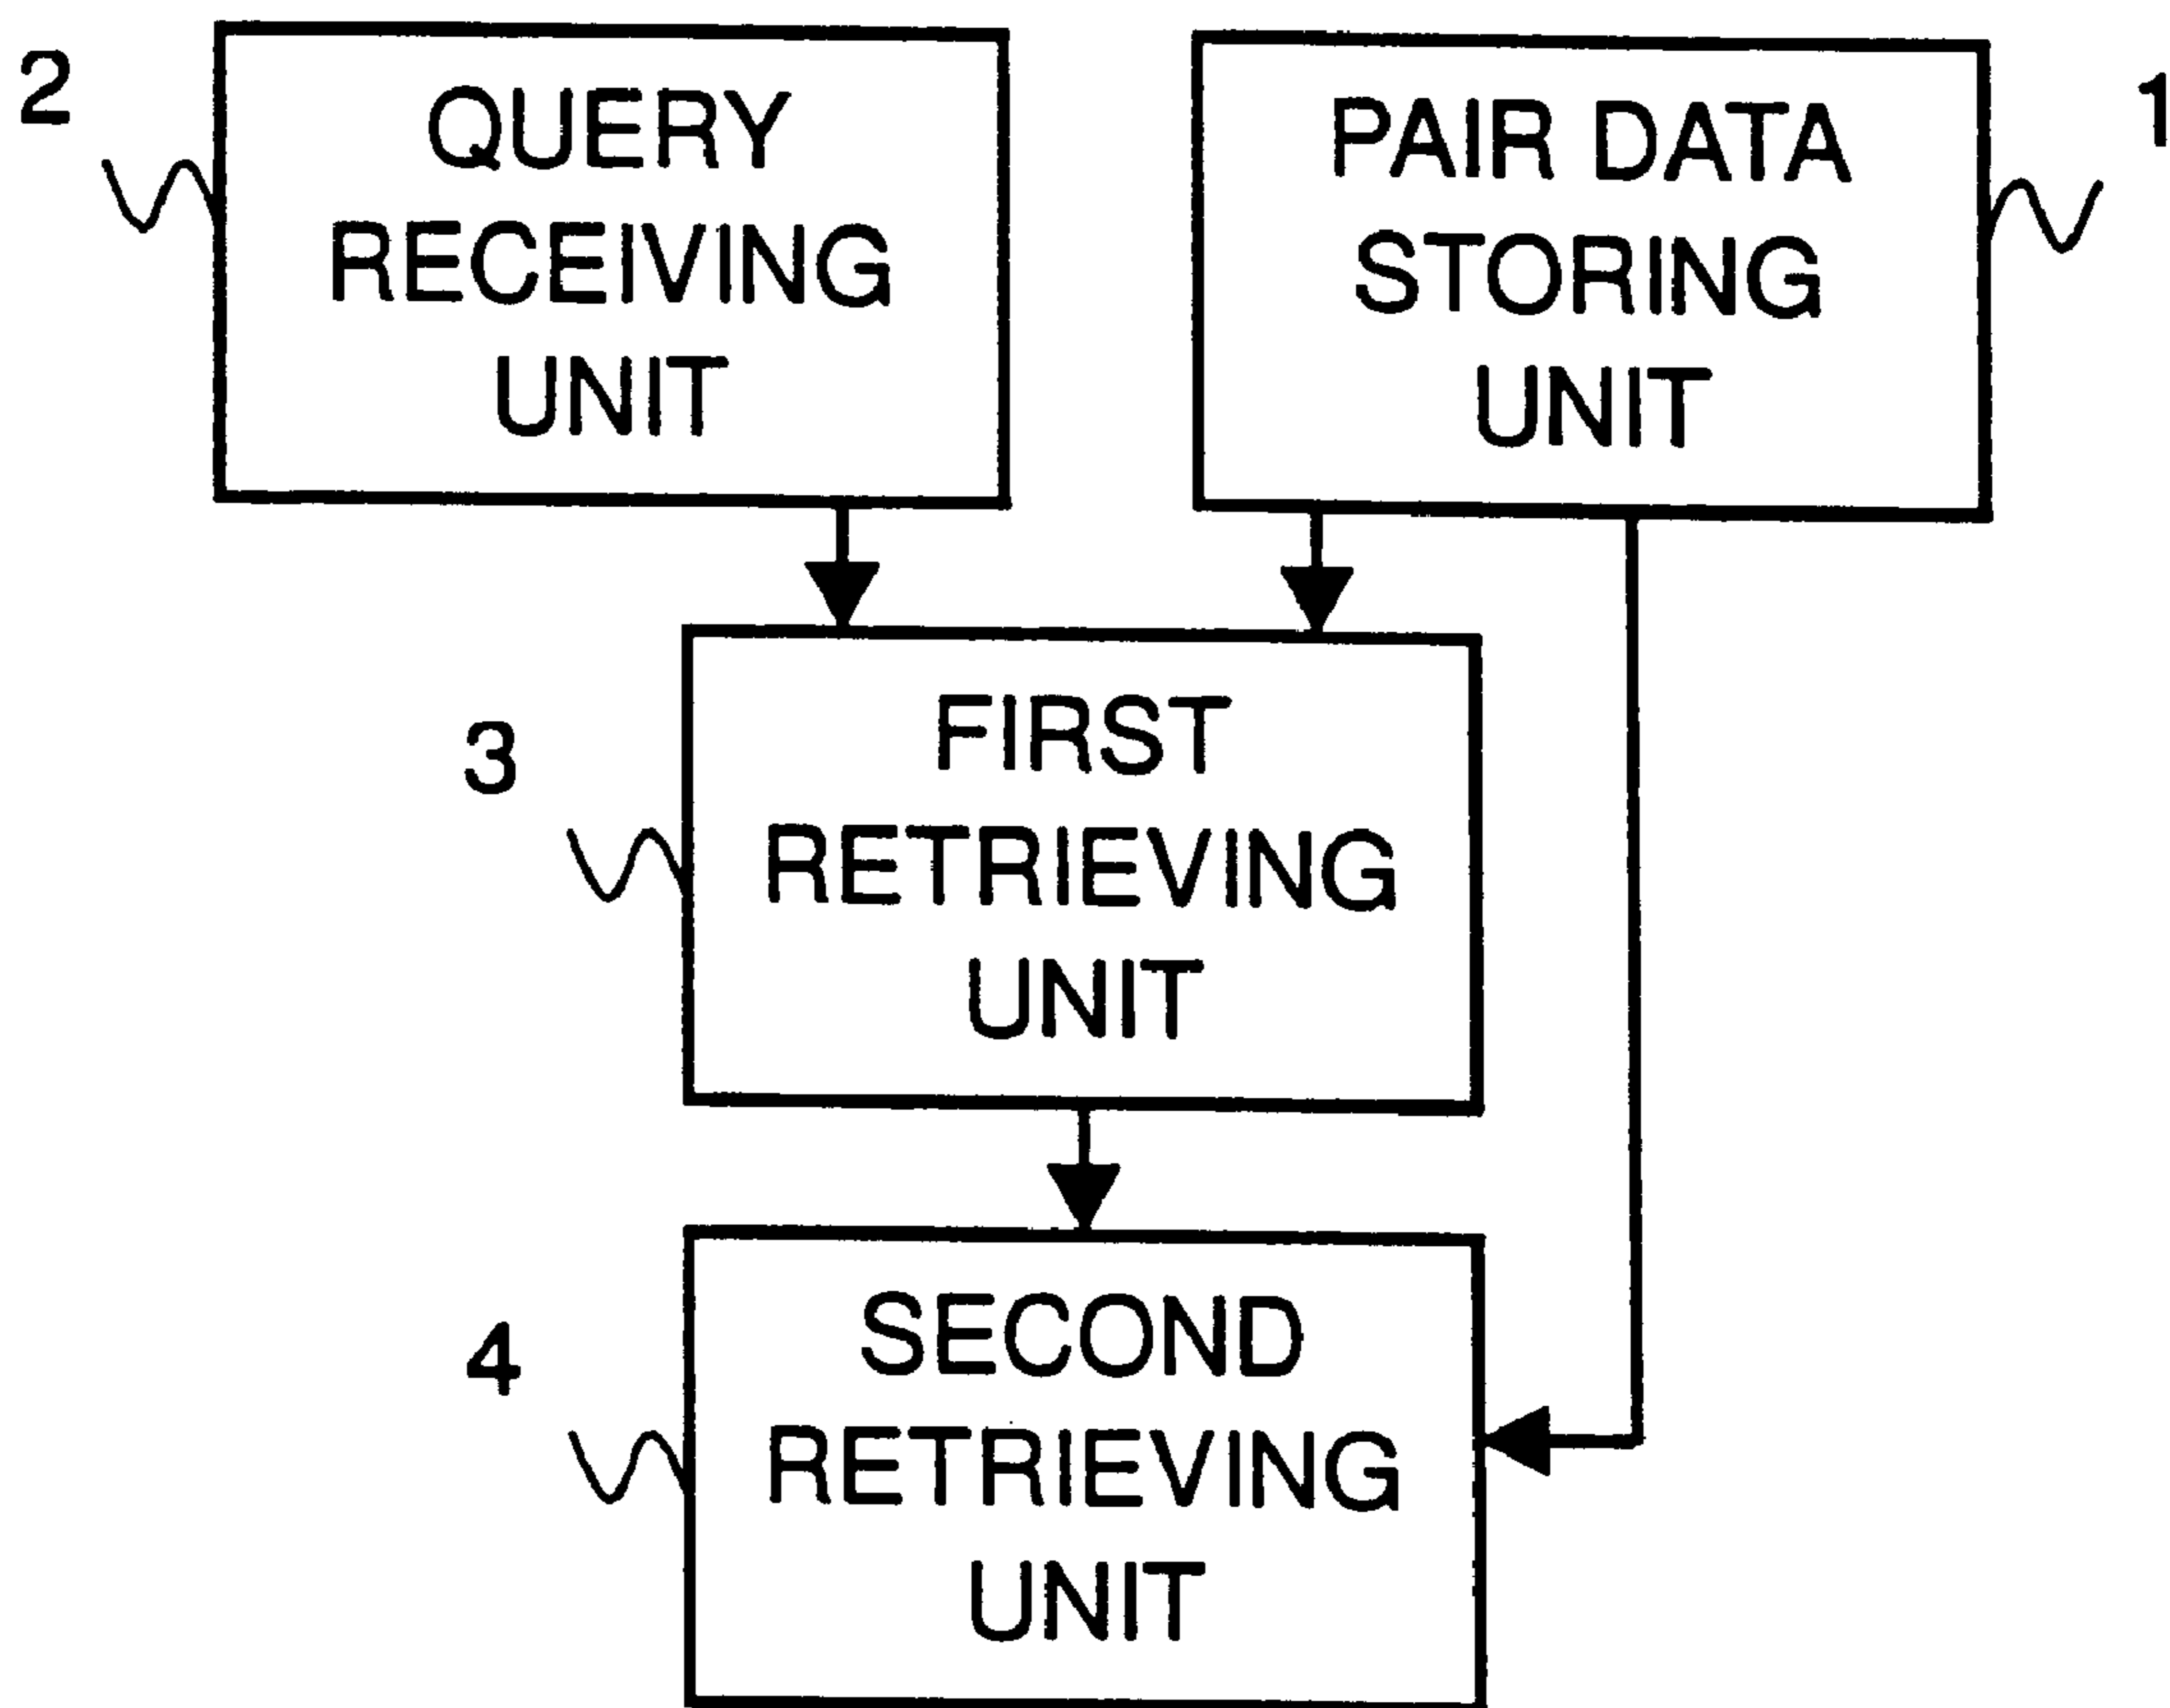 2
QUERY
RECEIVING
UNIT
PAIR DATA
STORING
UNIT
1
3
FIRST
RETRIEVING
UNIT
4
SECOND
RETRIEVING
UNIT